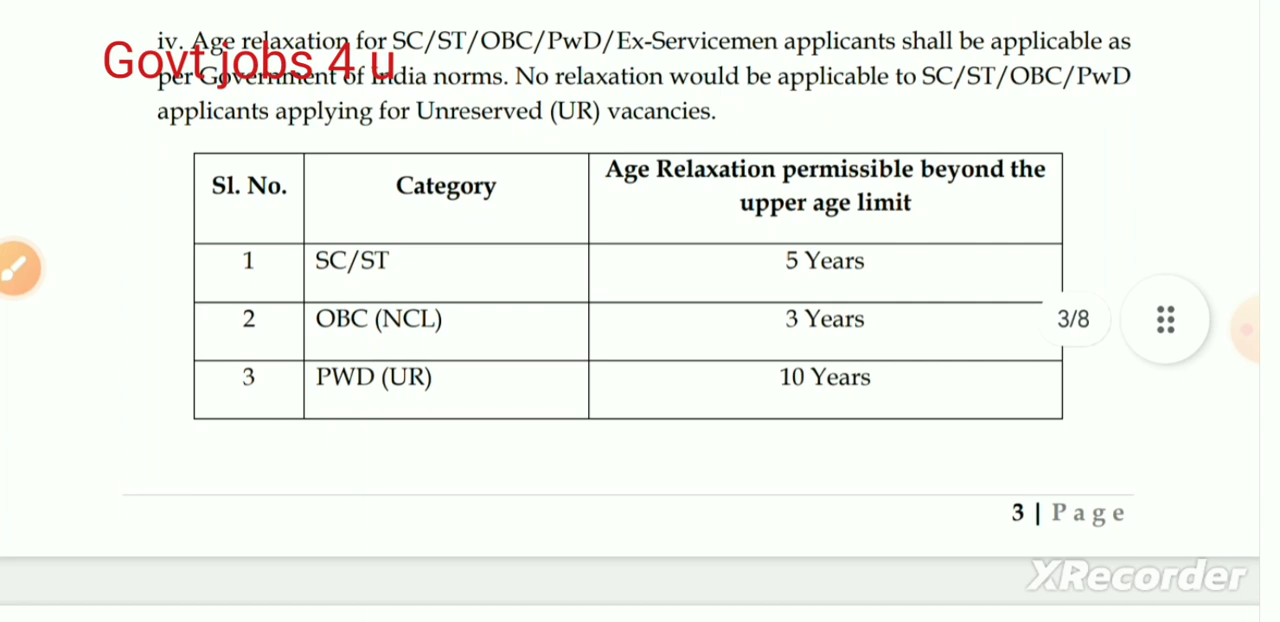 Govt jobs 4 u
iv. Age relaxation for SC/ST/OBC/PwD/Ex-Servicemen applicants shall be applicable as
per Government of India norms. No relaxation would be applicable to SC/ST/OBC/PwD
applicants applying for Unreserved (UR) vacancies.
Sl. No. Category Age Relaxation permissible beyond the
upper age limit
1 SC/ST 5 Years
2 OBC (NCL) 3 Years
3/8
3 PWD (UR) 10 Years
3 | Page
XRecorder